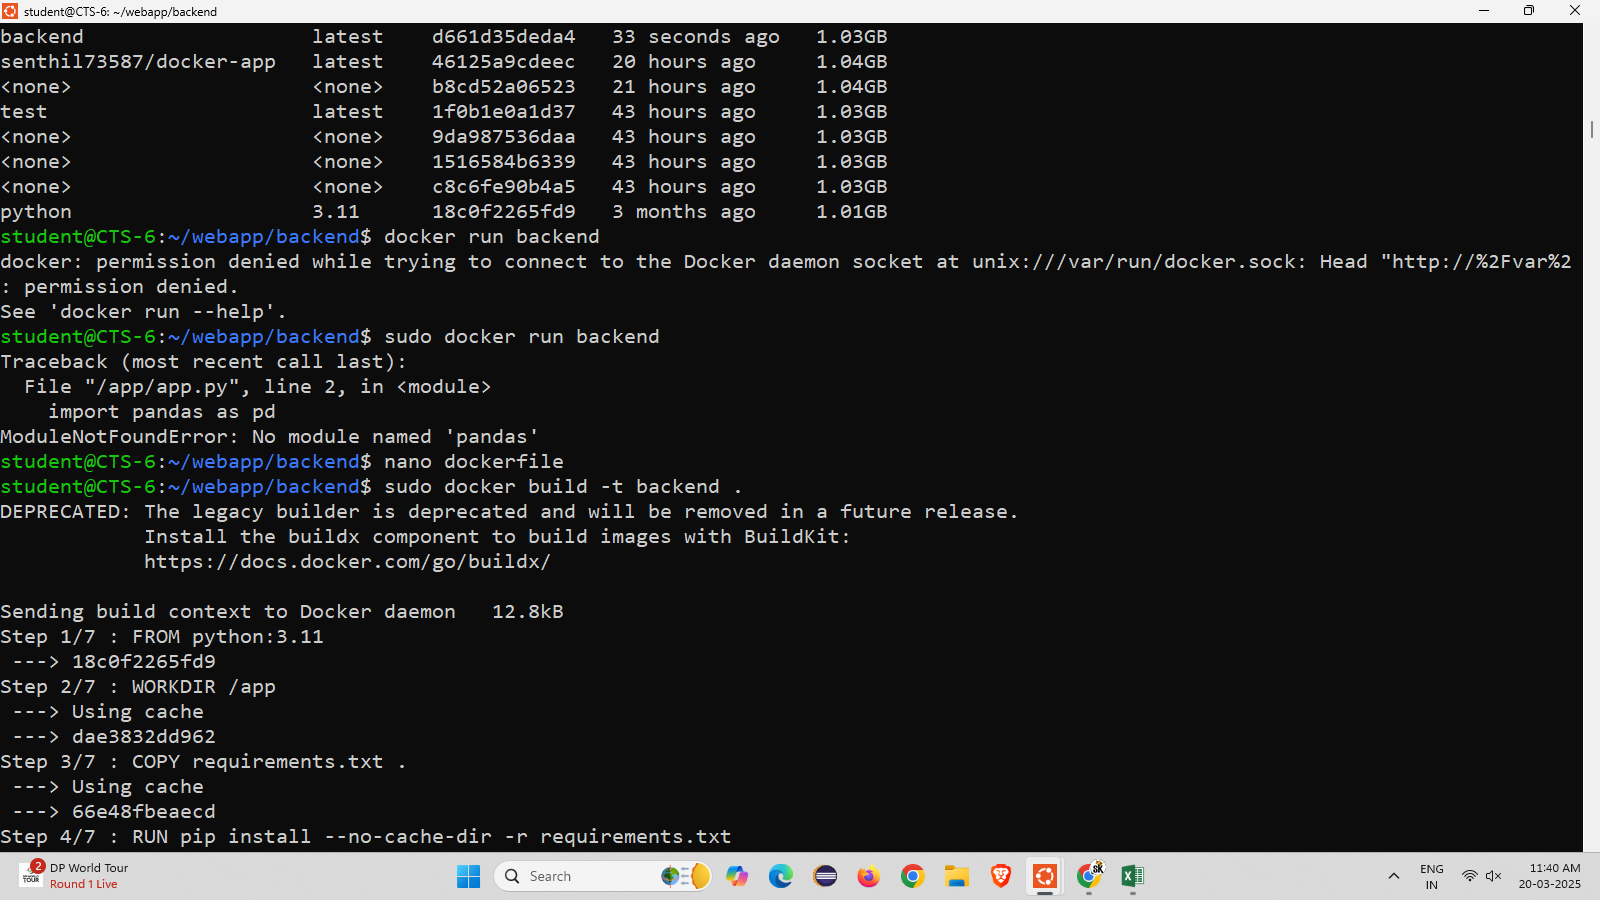 student@CTS-6: ~/webapp/backend
backend latest d661d35deda4 33 seconds ago 1.03GB
senthil73587/docker-app latest 46125a9cdeec 20 hours ago 1.04GB
<none> <none> b8cd52a06523 21 hours ago 1.04GB
test latest 1f0b1e0a1d37 43 hours ago 1.03GB
<none> <none> 9da987536daa 43 hours ago 1.03GB
<none> <none> 1516584b6339 43 hours ago 1.03GB
<none> <none> c8c6fe90b4a5 43 hours ago 1.03GB
python 3.11 18c0f2265fd9 3 months ago 1.01GB
student@CTS-6:~/webapp/backend$ docker run backend
docker: permission denied while trying to connect to the Docker daemon socket at unix:///var/run/docker.sock: Head "http://%2Fvar%2
: permission denied.
See 'docker run --help'.
student@CTS-6:~/webapp/backend$ sudo docker run backend
Traceback (most recent call last):
File "/app/app.py", line 2, in <module>
import pandas as pd
ModuleNotFoundError: No module named 'pandas'
student@CTS-6:~/webapp/backend$ nano dockerfile
student@CTS-6:~/webapp/backend$ sudo docker build -t backend .
DEPRECATED: The legacy builder is deprecated and will be removed in a future release.
Install the buildx component to build images with BuildKit:
https://docs.docker.com/go/buildx/
Sending build context to Docker daemon 12.8kB
Step 1/7 : FROM python:3.11
---> 18c0f2265fd9
Step 2/7 : WORKDIR /app
---> Using cache
---> dae3832dd962
Step 3/7 : COPY requirements.txt .
---> Using cache
---> 66e48fbeaecd
Step 4/7 : RUN pip install --no-cache-dir -r requirements.txt
2
DP World Tour
Round 1 Live
Search
SK
ENG
IN
11:40 AM
20-03-2025